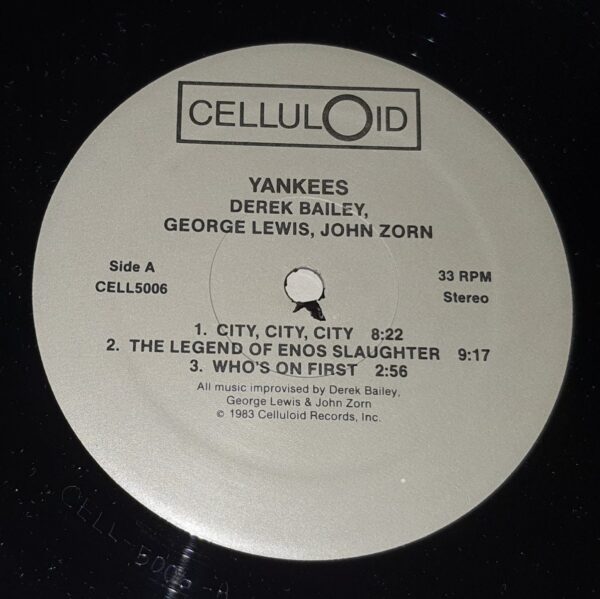 CELLULOID
YANKEES
DEREK BAILEY,
GEORGE LEWIS, JOHN ZORN
Side A
CELL5006
33 RPM
Stereo
1. CITY, CITY, CITY 8:22
2. THE LEGEND OF ENOS SLAUGHTER 9:17
3. WHO'S ON FIRST 2:56
All music improvised by Derek Bailey,
George Lewis & John Zorn
© 1983 Celluloid Records, Inc.
CELL-5006-A